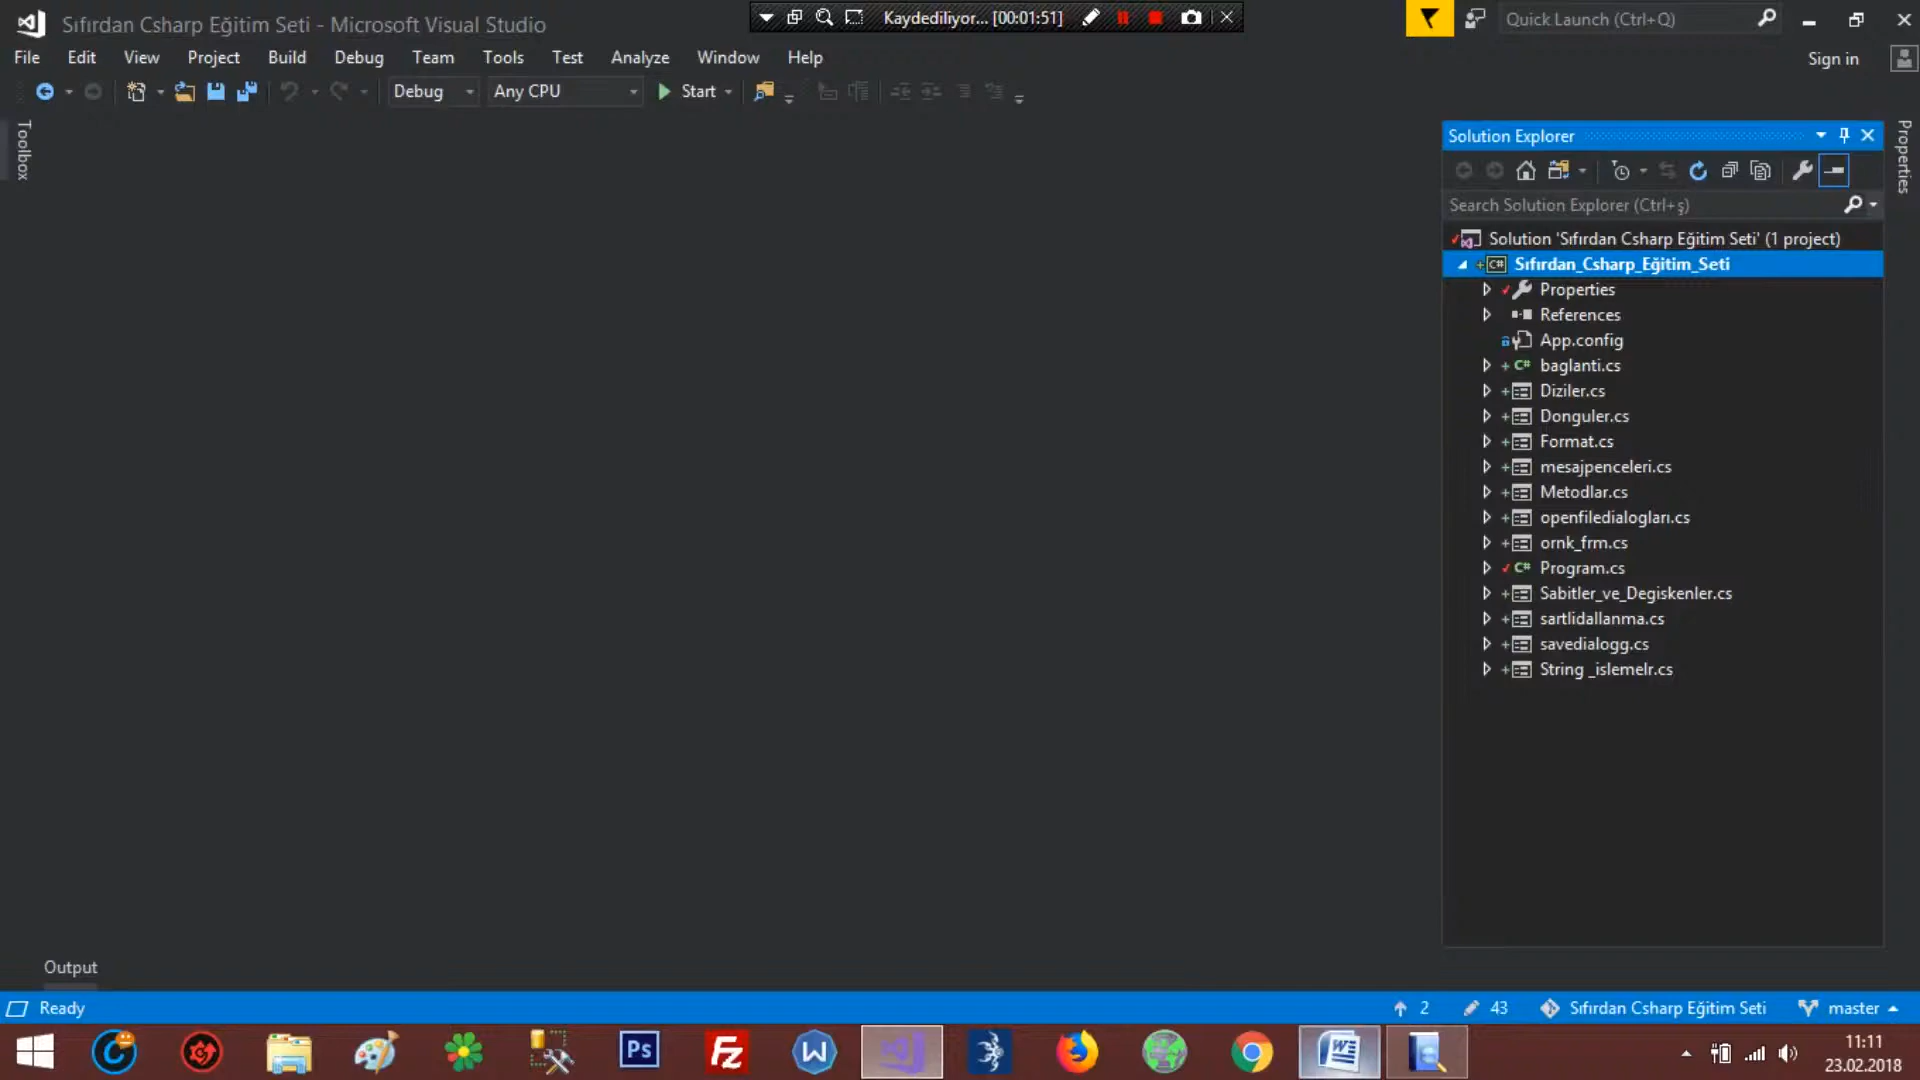 Sıfırdan Csharp Eğitim Seti - Microsoft Visual Studio
Kaydediliyor... [00:01:51]
Quick Launch (Ctrl+Q)
File Edit View Project Build Debug Team Tools Test Analyze Window Help
Sign in
Debug Any CPU Start
Toolbox
Solution Explorer
Properties
Search Solution Explorer (Ctrl+ş)
Solution 'Sıfırdan Csharp Eğitim Seti' (1 project)
Sıfırdan_Csharp_Eğitim_Seti
Properties
References
App.config
baglanti.cs
Diziler.cs
Donguler.cs
Format.cs
mesajpenceleri.cs
Metodlar.cs
openfiledialogları.cs
ornk_frm.cs
Program.cs
Sabitler_ve_Degiskenler.cs
sartlidallanma.cs
savedialogg.cs
String _islemelr.cs
Output
Ready
2 43 Sıfırdan Csharp Eğitim Seti master
Ps
Fz
W
11:11
23.02.2018